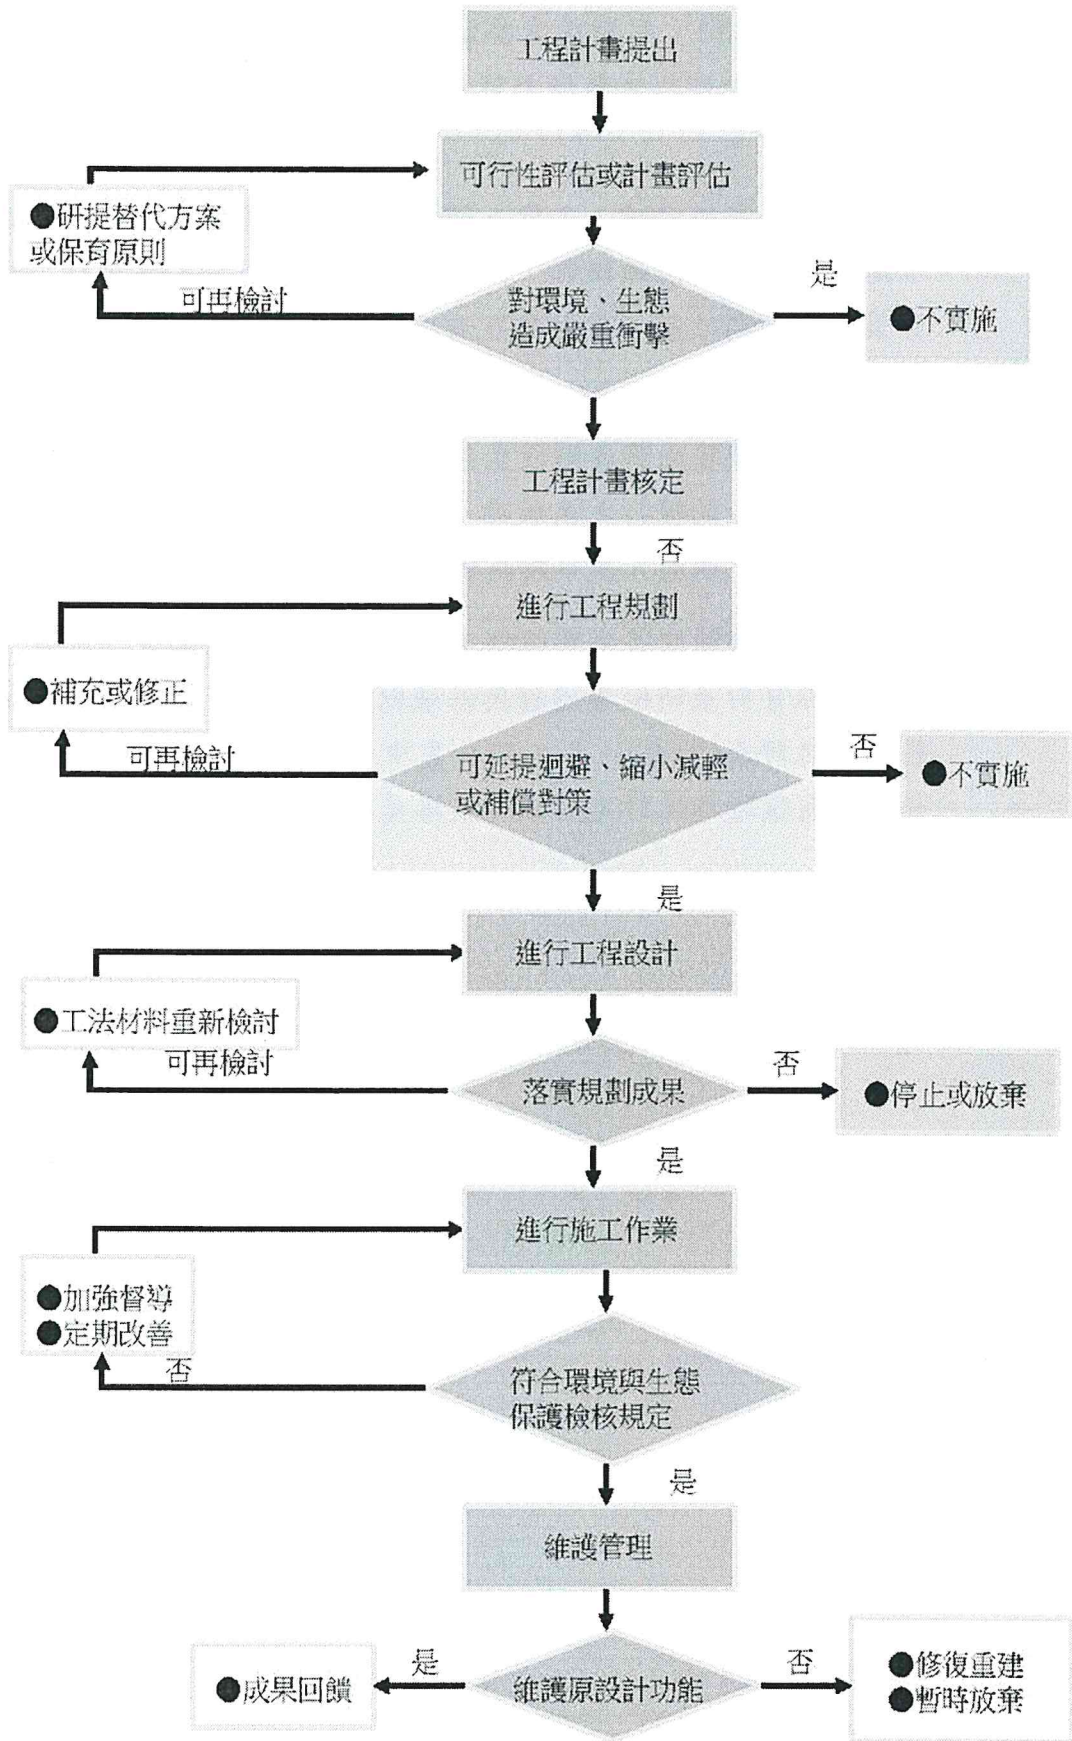 工程計畫提出
可行性評估或計畫評估
●研提替代方案
或保育原則
可再檢討
對環境、生態
造成嚴重衝擊
是
●不實施
工程計畫核定
否
進行工程規劃
●補充或修正
可再檢討
可延提迴避、縮小減輕
或補償對策
否
●不實施
是
進行工程設計
●工法材料重新檢討
可再檢討
落實規劃成果
否
●停止或放棄
是
進行施工作業
●加強督導
●定期改善
否
符合環境與生態
保護檢核規定
是
維護管理
●成果回饋
是
維護原設計功能
否
●修復重建
●暫時放棄